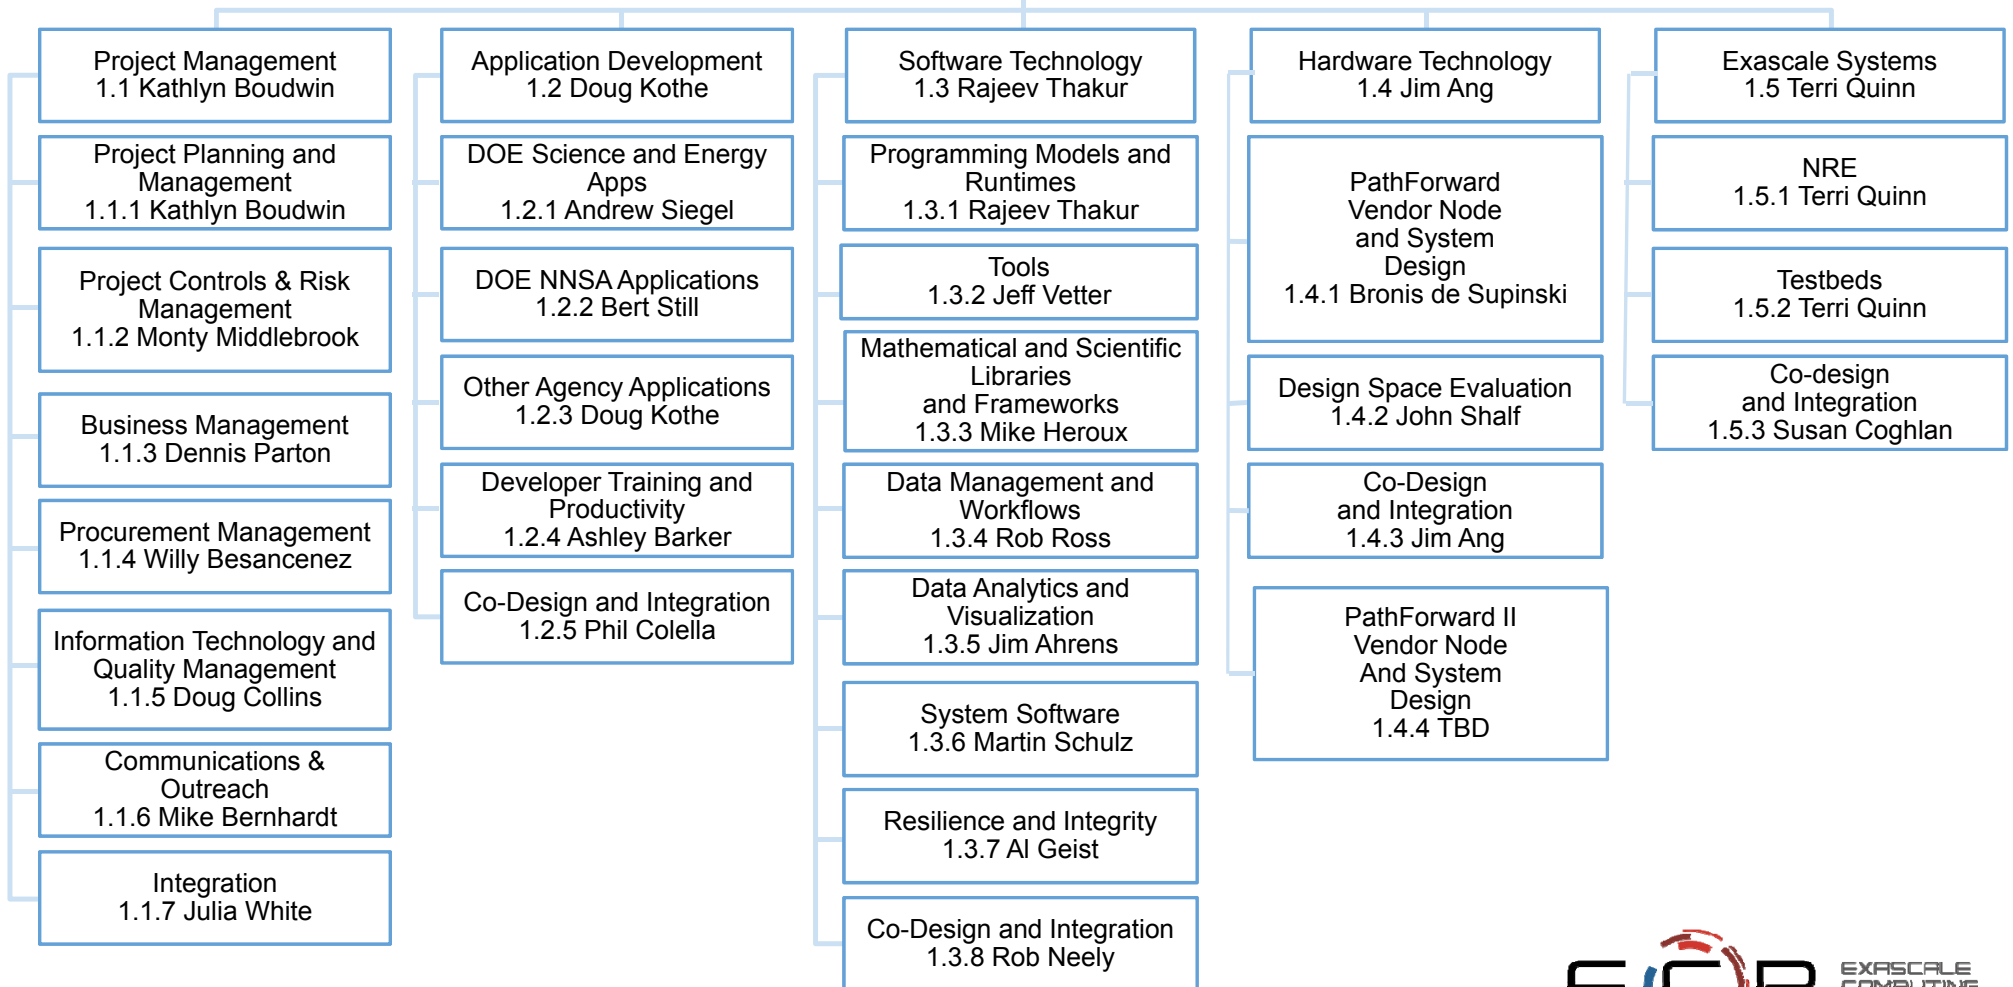 Project Management
1.1 Kathlyn Boudwin
Project Planning and
Management
1.1.1 Kathlyn Boudwin
Project Controls & Risk
Management
1.1.2 Monty Middlebrook
Business Management
1.1.3 Dennis Parton
Procurement Management
1.1.4 Willy Besancenez
Information Technology and
Quality Management
1.1.5 Doug Collins
Communications &
Outreach
1.1.6 Mike Bernhardt
Integration
1.1.7 Julia White
Application Development
1.2 Doug Kothe
DOE Science and Energy
Apps
1.2.1 Andrew Siegel
DOE NNSA Applications
1.2.2 Bert Still
Other Agency Applications
1.2.3 Doug Kothe
Developer Training and
Productivity
1.2.4 Ashley Barker
Co-Design and Integration
1.2.5 Phil Colella
Software Technology
1.3 Rajeev Thakur
Programming Models and
Runtimes
1.3.1 Rajeev Thakur
Tools
1.3.2 Jeff Vetter
Mathematical and Scientific
Libraries
and Frameworks
1.3.3 Mike Heroux
Data Management and
Workflows
1.3.4 Rob Ross
Data Analytics and
Visualization
1.3.5 Jim Ahrens
System Software
1.3.6 Martin Schulz
Resilience and Integrity
1.3.7 Al Geist
Co-Design and Integration
1.3.8 Rob Neely
Hardware Technology
1.4 Jim Ang
PathForward
Vendor Node
and System
Design
1.4.1 Bronis de Supinski
Design Space Evaluation
1.4.2 John Shalf
Co-Design
and Integration
1.4.3 Jim Ang
PathForward II
Vendor Node
And System
Design
1.4.4 TBD
Exascale Systems
1.5 Terri Quinn
NRE
1.5.1 Terri Quinn
Testbeds
1.5.2 Terri Quinn
Co-design
and Integration
1.5.3 Susan Coghlan
ECP
EXASCALE
COMPUTING